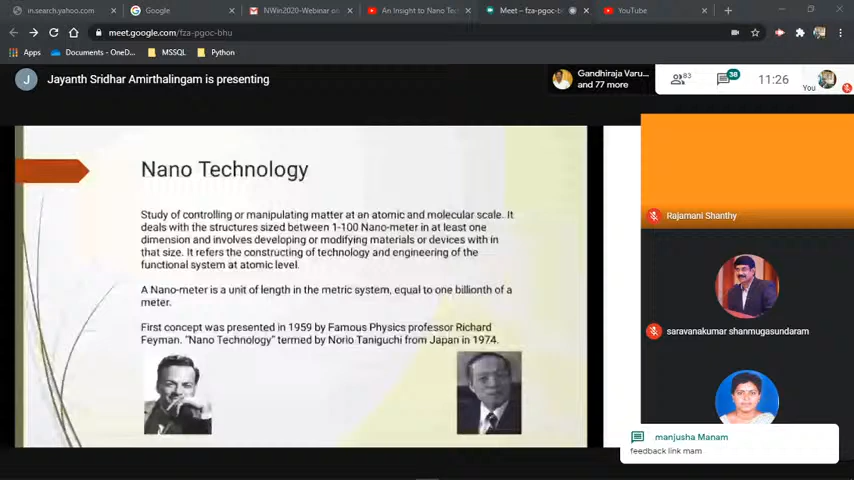 in.search.yahoo.com
Google
NWin2020-Webinar on
An Insight to Nano Tec
Meet – fza-pgoc-b
YouTube
meet.google.com/fza-pgoc-bhu
Apps
Documents - OneD...
MSSQL
Python
J
Jayanth Sridhar Amirthalingam is presenting
Gandhiraja Varu...
and 77 more
83
38
11:26
You
Nano Technology
Study of controlling or manipulating matter at an atomic and molecular scale. It
deals with the structures sized between 1-100 Nano-meter in at least one
dimension and involves developing or modifying materials or devices with in
that size. It refers the constructing of technology and engineering of the
functional system at atomic level.
A Nano-meter is a unit of length in the metric system, equal to one billionth of a
meter.
First concept was presented in 1959 by Famous Physics professor Richard
Feyman. "Nano Technology" termed by Norio Taniguchi from Japan in 1974.
Rajamani Shanthy
saravanakumar shanmugasundaram
manjusha Manam
feedback link mam